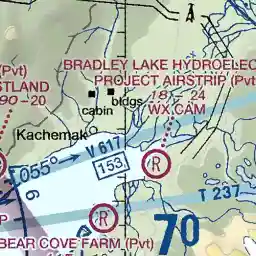 (Pvt)
BRADLEY LAKE HYDROELEC
STLAND
PROJECT AIRSTRIP (Pvt
90 - 20
bldgs
18 - 24
cabin
WX CAM
Kachemak
V 617
055°
153
R
T 237
6
P
R
70
BEAR COVE FARM (Pvt)